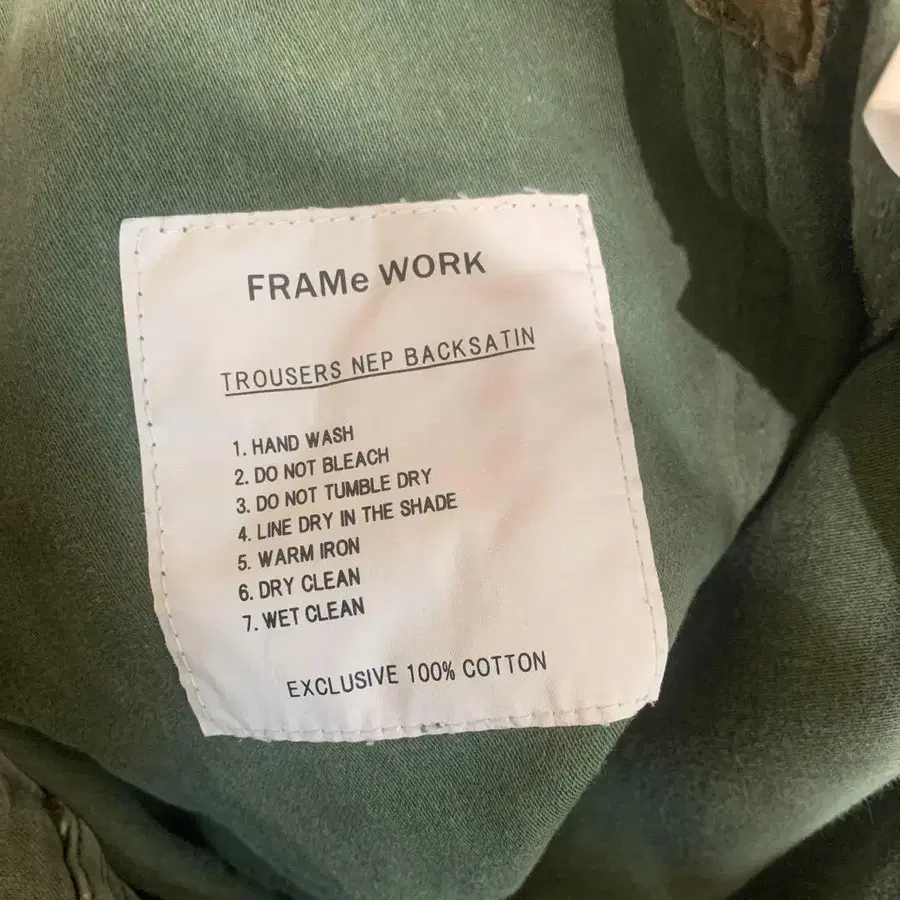 FRAMe WORK
TROUSERS NEP BACKSATIN
1. HAND WASH
2. DO NOT BLEACH
3. DO NOT TUMBLE DRY
4. LINE DRY IN THE SHADE
5. WARM IRON
6. DRY CLEAN
7. WET CLEAN
EXCLUSIVE 100% COTTON